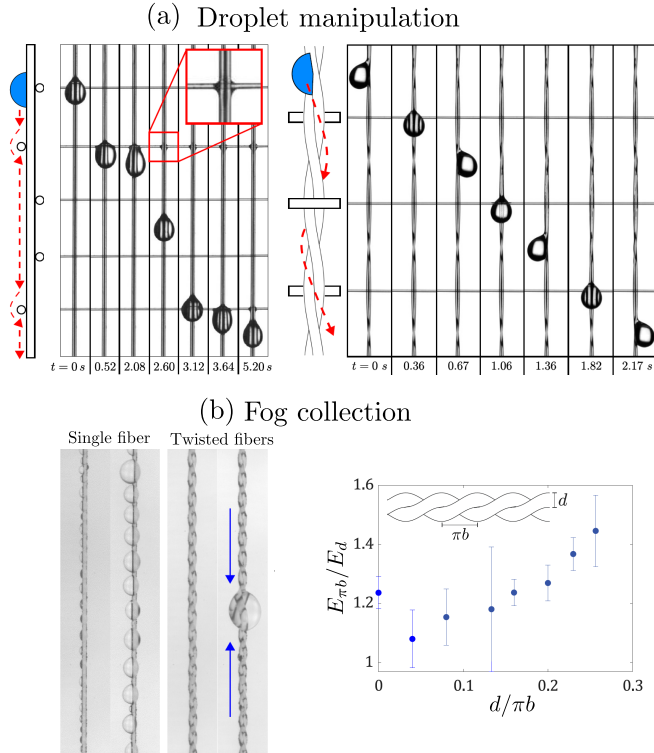 (a) Droplet manipulation
t = 0 s 0.52 2.08 2.60 3.12 3.64 5.20 s
t = 0 s 0.36 0.67 1.06 1.36 1.82 2.17 s
(b) Fog collection
Single fiber Twisted fibers
1.6
1.4
1.2
1
E_{πb}/E_d
d
πb
0 0.1 0.2 0.3
d/πb